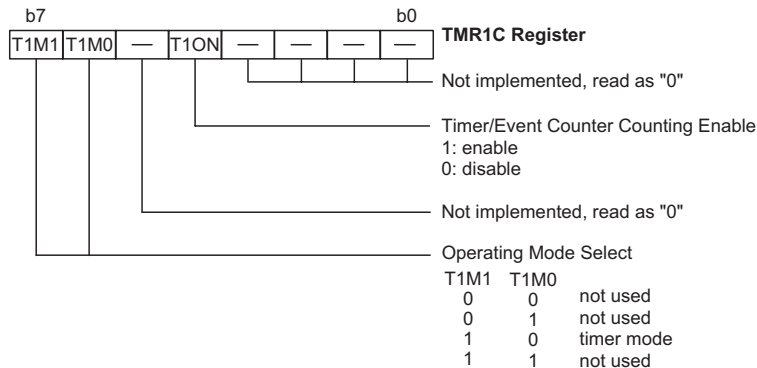 b7 b0
T1M1 T1M0 — T1ON — — — —
TMR1C Register
Not implemented, read as "0"
Timer/Event Counter Counting Enable
1: enable
0: disable
Not implemented, read as "0"
Operating Mode Select
T1M1 T1M0
0 0 not used
0 1 not used
1 0 timer mode
1 1 not used